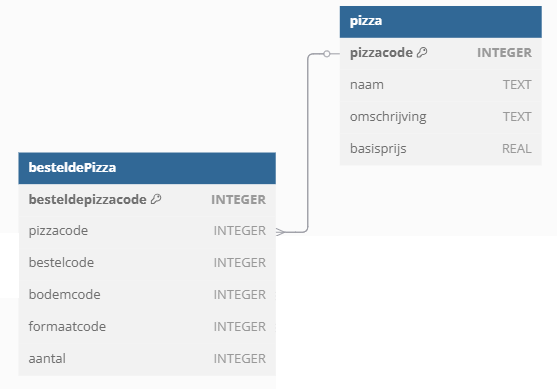 pizza
pizzacode INTEGER
naam TEXT
omschrijving TEXT
basisprijs REAL
besteldePizza
besteldepizzacode INTEGER
pizzacode INTEGER
bestelcode INTEGER
bodemcode INTEGER
formaatcode INTEGER
aantal INTEGER